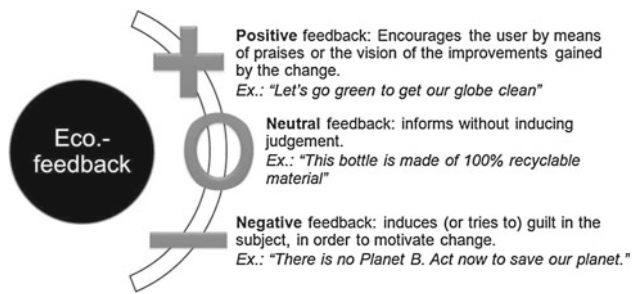 Eco.-
feedback
Positive feedback: Encourages the user by means
of praises or the vision of the improvements gained
by the change.
Ex.: “Let’s go green to get our globe clean”
Neutral feedback: informs without inducing
judgement.
Ex.: “This bottle is made of 100% recyclable
material”
Negative feedback: induces (or tries to) guilt in the
subject, in order to motivate change.
Ex.: “There is no Planet B. Act now to save our planet.”